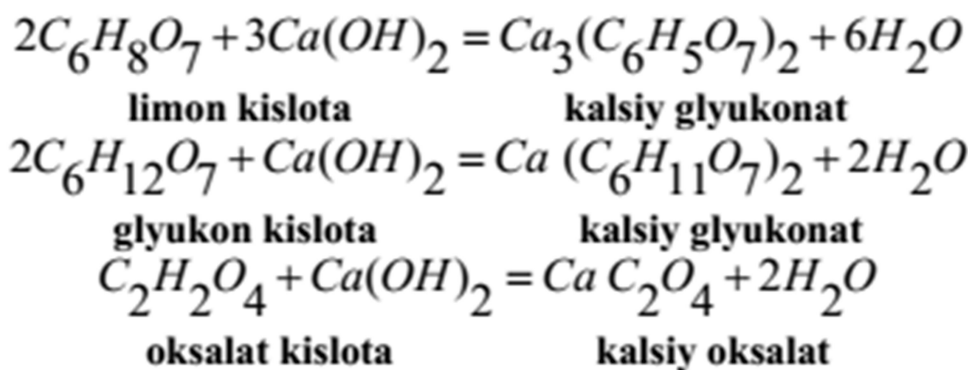 2C₆H₈O₇+3Ca(OH)₂=Ca₃(C₆H₅O₇)₂+6H₂O
limon kislota kalsiy glyukonat
2C₆H₁₂O₇+Ca(OH)₂=Ca (C₆H₁₁O₇)₂+2H₂O
glyukon kislota kalsiy glyukonat
C₂H₂O₄+Ca(OH)₂=Ca C₂O₄+2H₂O
oksalat kislota kalsiy oksalat